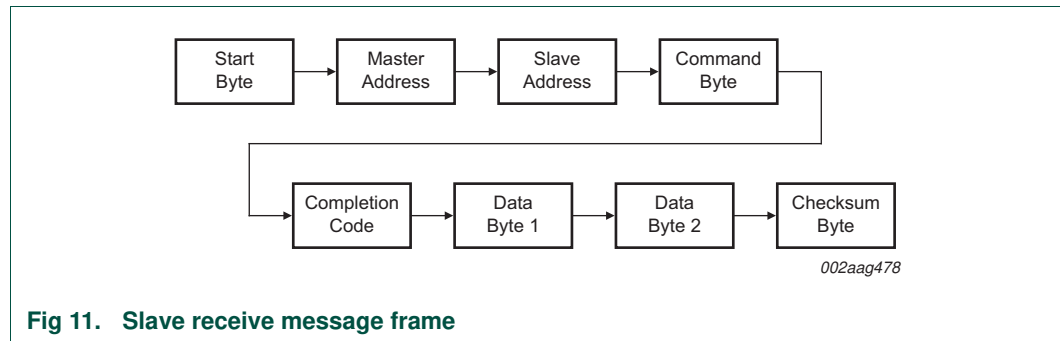 Start
Byte
Master
Address
Slave
Address
Command
Byte
Completion
Code
Data
Byte 1
Data
Byte 2
Checksum
Byte
002aag478
Fig 11. Slave receive message frame